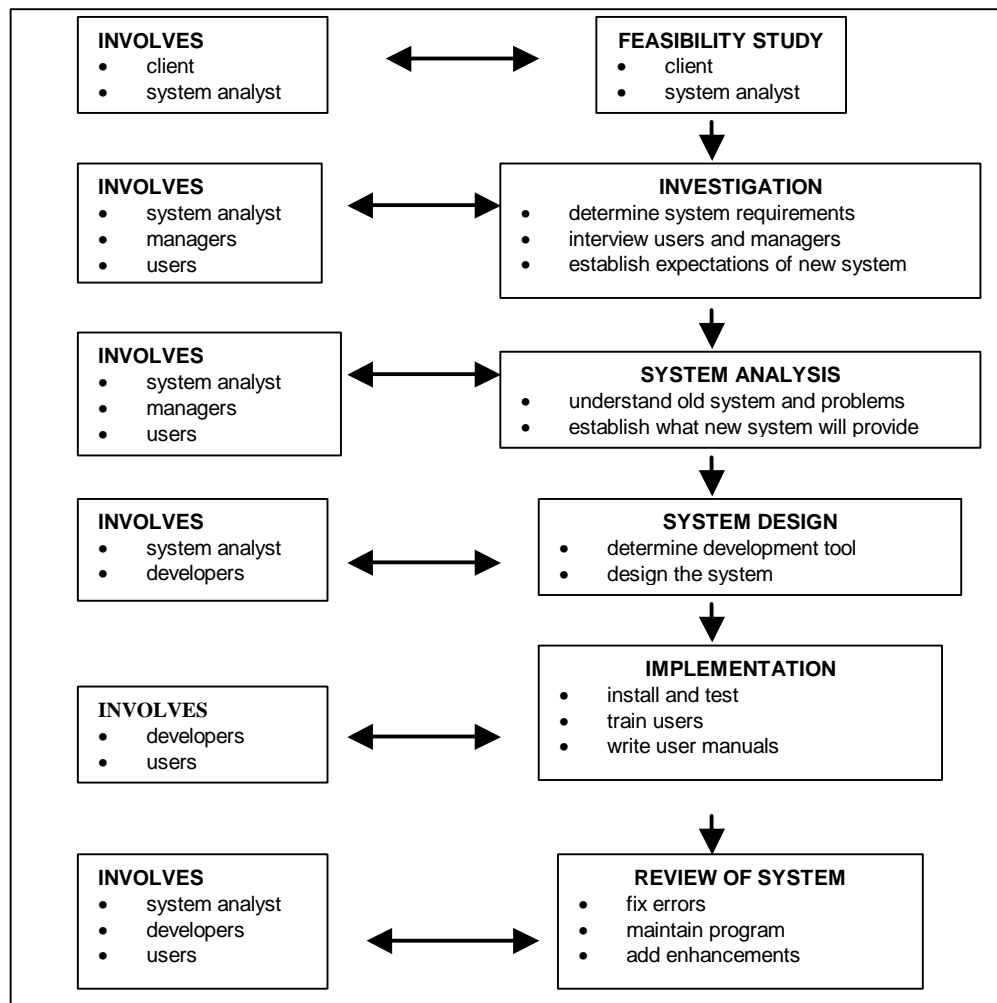 INVOLVES
• client
• system analyst
FEASIBILITY STUDY
• client
• system analyst
INVOLVES
• system analyst
• managers
• users
INVESTIGATION
• determine system requirements
• interview users and managers
• establish expectations of new system
INVOLVES
• system analyst
• managers
• users
SYSTEM ANALYSIS
• understand old system and problems
• establish what new system will provide
INVOLVES
• system analyst
• developers
SYSTEM DESIGN
• determine development tool
• design the system
INVOLVES
• developers
• users
IMPLEMENTATION
• install and test
• train users
• write user manuals
INVOLVES
• system analyst
• developers
• users
REVIEW OF SYSTEM
• fix errors
• maintain program
• add enhancements